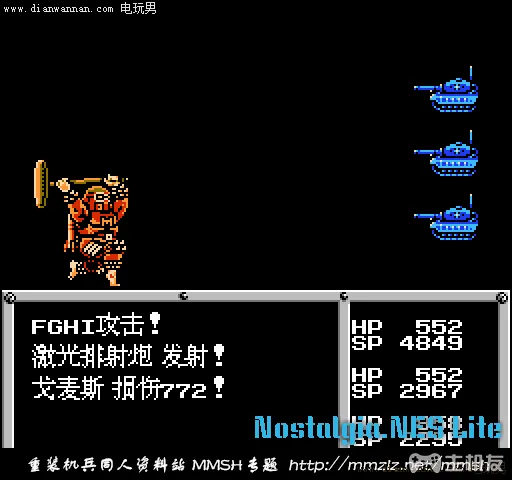 www.dianwannan.com 电玩男
FGHI攻击!
激光排射炮 发射!
戈麦斯 损伤772!
HP 552
SP 4849
HP 552
SP 2967
HP
SP
Nostalgia.NES Lite
重装机兵同人资料站 MMSH专题 http://mmzlz.net/mmsh